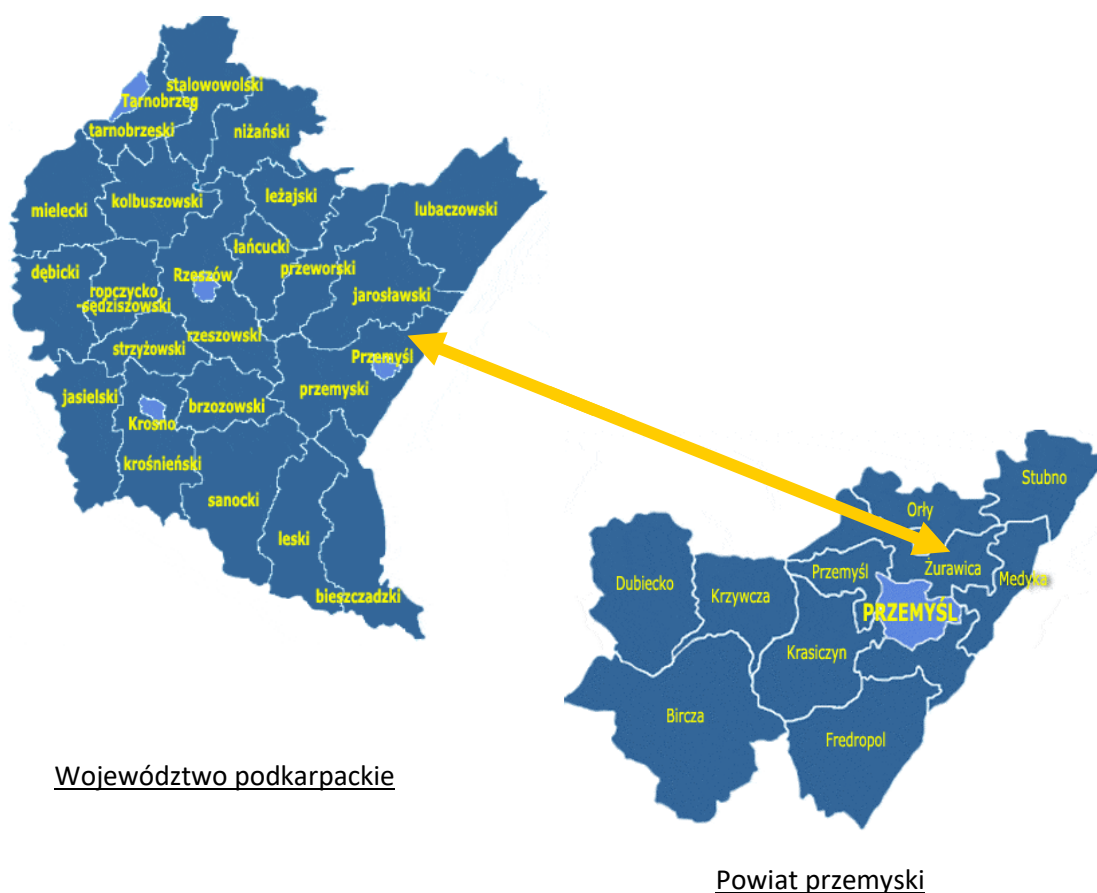 stalowowolski
Tarnobrzeg
tarnobrzeski
niżański
mielecki
kolbuszowski
leżajski
lubaczowski
łańcucki
dębicki
Rzeszów
przeworski
ropczycko
-sędziszowski
jarosławski
rzeszowski
strzyżowski
Przemyśl
jasielski
przemyski
brzozowski
Krosno
krośnieński
sanocki
leski
bieszczadzki
Stubno
Orły
Przemyśl
Żurawica
Medyka
Dubiecko
Krzywcza
PRZEMYŚL
Krasiczyn
Bircza
Fredropol
Województwo podkarpackie
Powiat przemyski